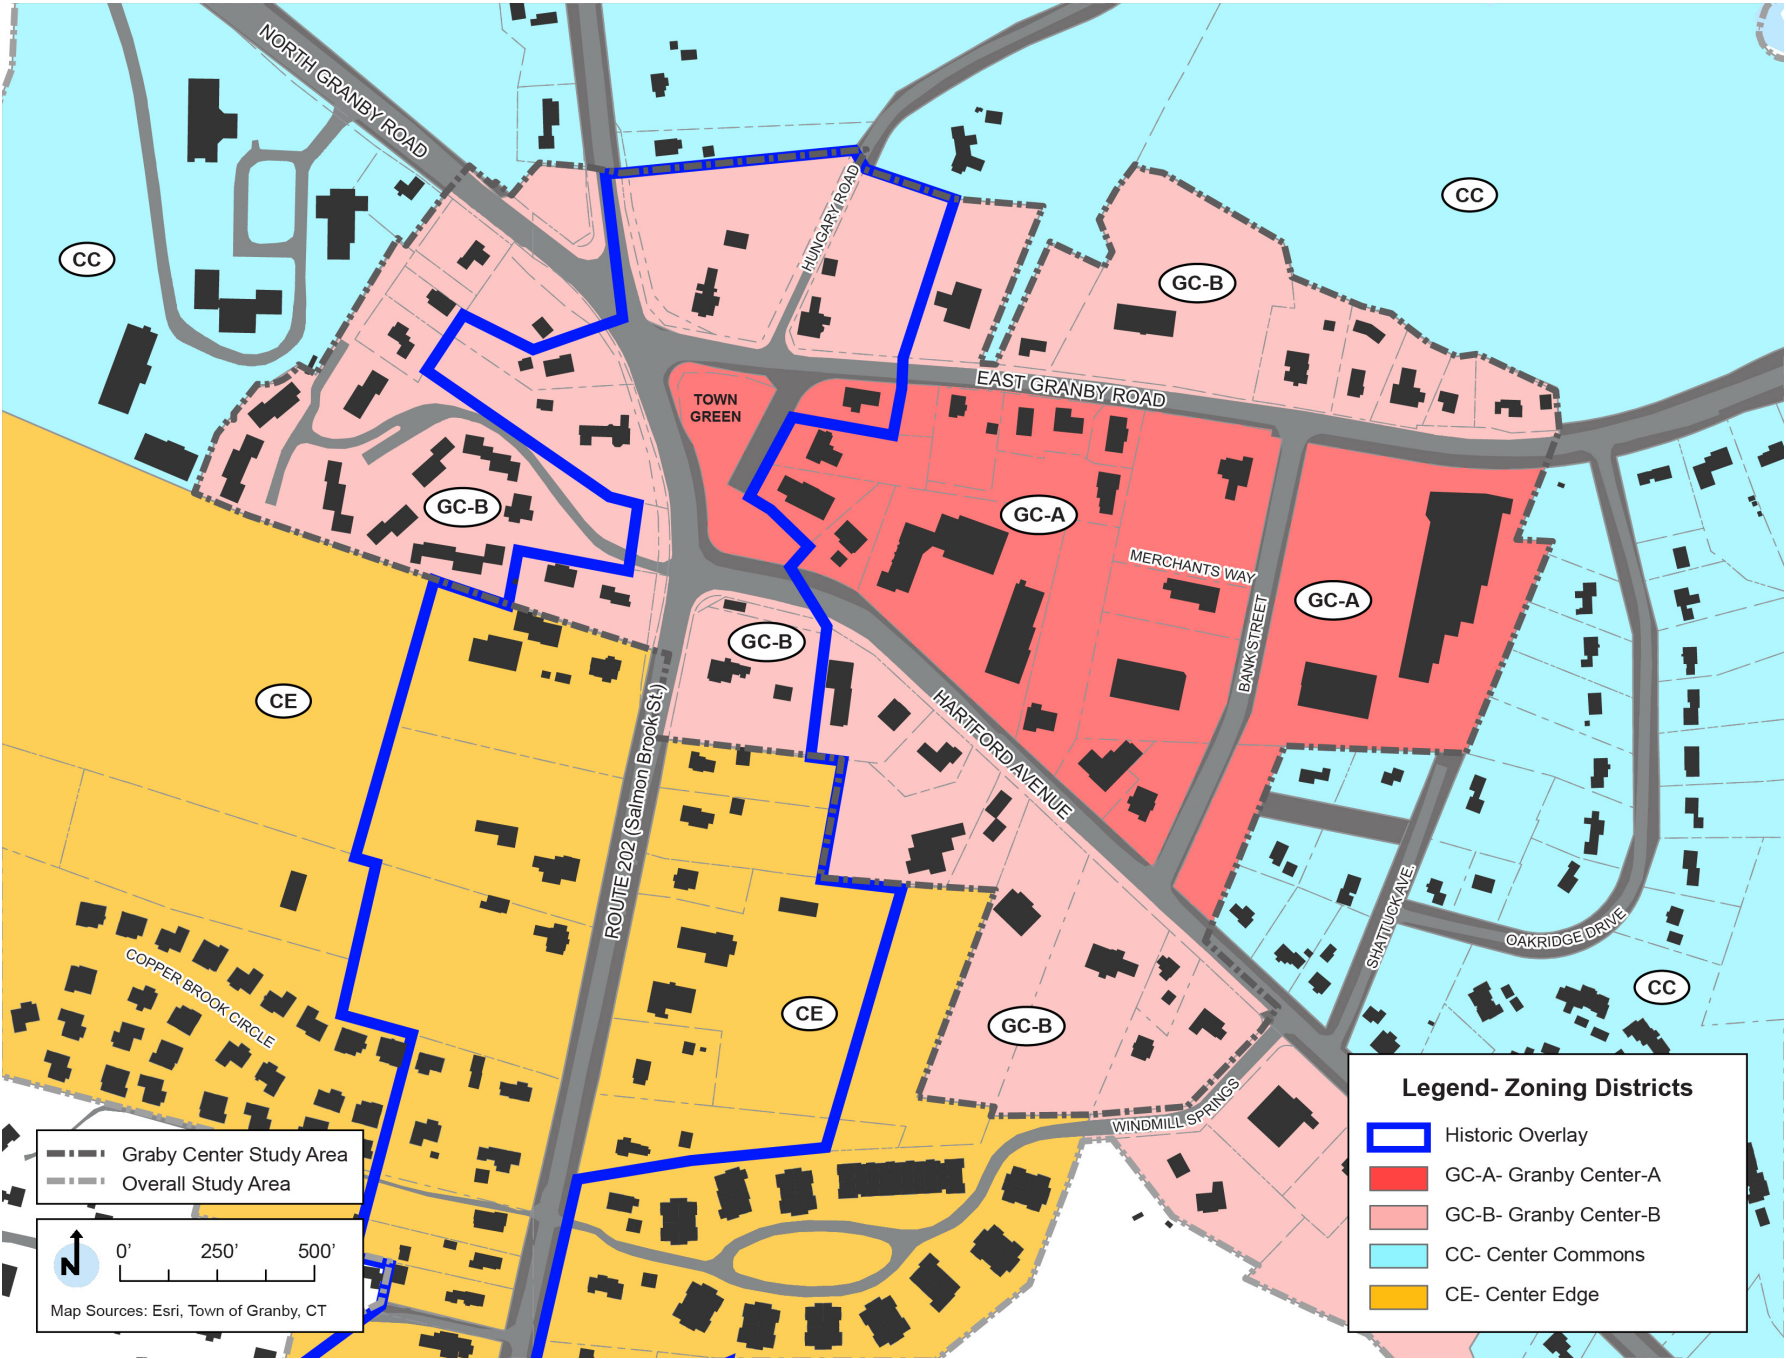 NORTH GRANBY ROAD
HUNGARY ROAD
CC
CC
GC-B
EAST GRANBY ROAD
TOWN
GREEN
GC-B
GC-A
MERCHANTS WAY
GC-A
BANK STREET
GC-B
CE
HARTFORD AVENUE
ROUTE 202 (Salmon Brook St.)
SHATTUCK AVE.
OAKRIDGE DRIVE
COPPER BROOK CIRCLE
CE
GC-B
CC
WINDMILL SPRINGS
Graby Center Study Area
Overall Study Area
N
0' 250' 500'
Map Sources: Esri, Town of Granby, CT
Legend- Zoning Districts
Historic Overlay
GC-A- Granby Center-A
GC-B- Granby Center-B
CC- Center Commons
CE- Center Edge